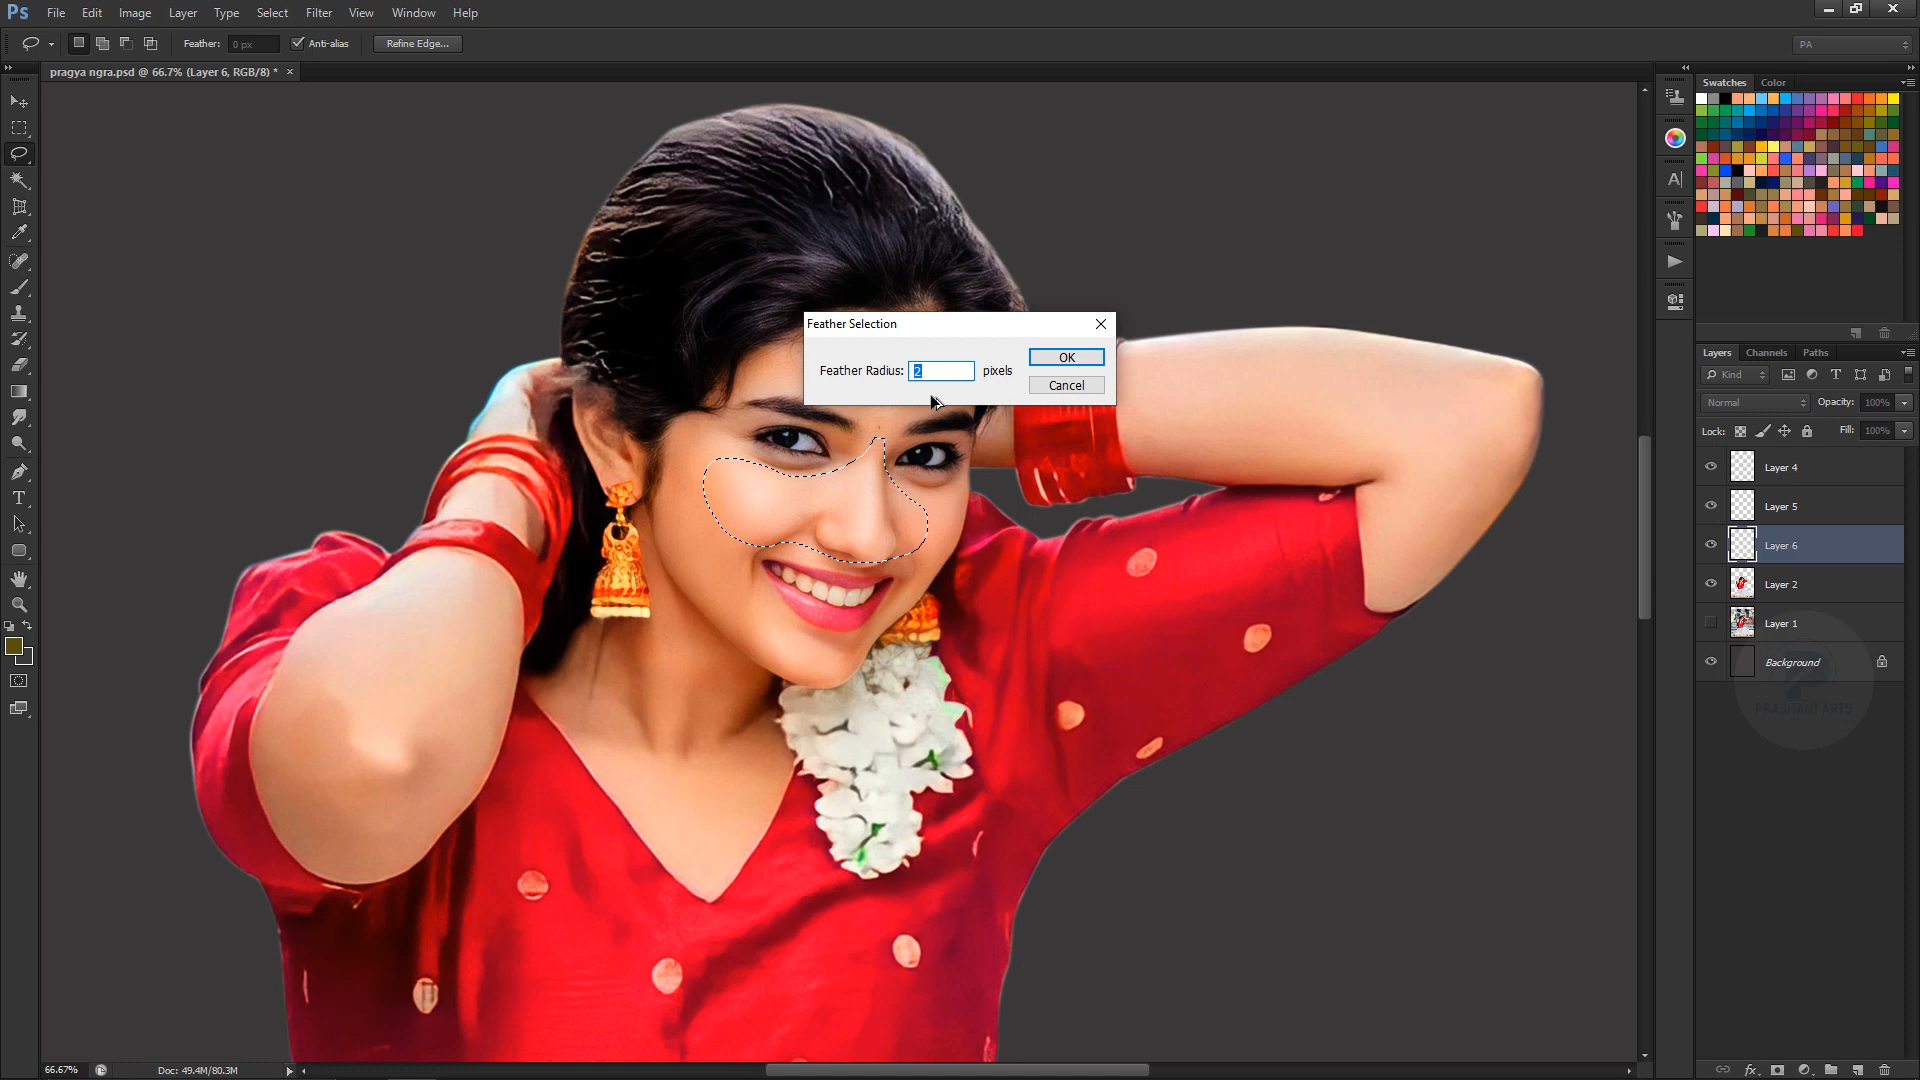 Ps File Edit Image Layer Type Select Filter View Window Help
Feather: 0 px Anti-alias Refine Edge... PA
pragya ngra.psd @ 66.7% (Layer 6, RGB/8) * ×
Swatches Color
Feather Selection
Feather Radius: 2 pixels
OK
Cancel
Layers Channels Paths
Kind
Normal Opacity: 100%
Lock: Fill: 100%
Layer 4
Layer 5
Layer 6
Layer 2
Layer 1
Background
PRASHANT ARTS
66.67% Doc: 49.4M/80.3M